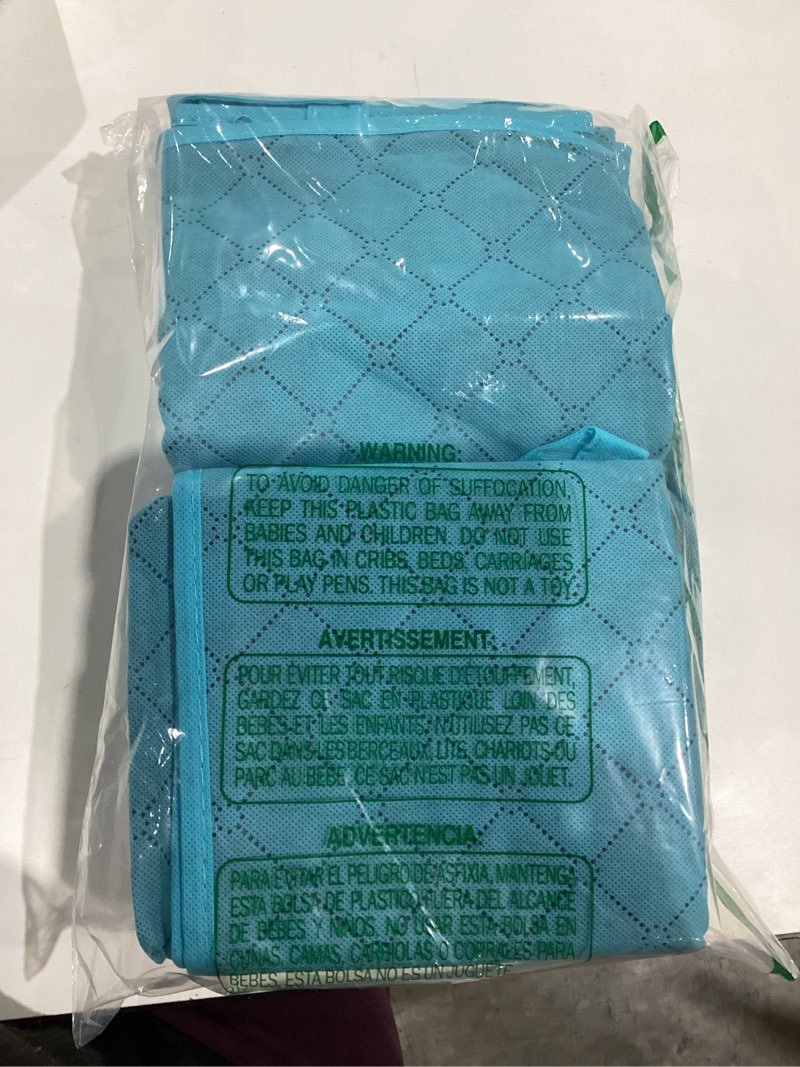 WARNING:
TO AVOID DANGER OF SUFFOCATION,
KEEP THIS PLASTIC BAG AWAY FROM
BABIES AND CHILDREN. DO NOT USE
THIS BAG IN CRIBS, BEDS, CARRIAGES
OR PLAY PENS. THIS BAG IS NOT A TOY.
AVERTISSEMENT:
POUR ÉVITER TOUT RISQUE D'ÉTOUFFEMENT,
GARDEZ CE SAC EN PLASTIQUE LOIN DES
BÉBÉS ET LES ENFANTS. N'UTILISEZ PAS CE
SAC DANS LES BERCEAUX, LITS, CHARIOTS OU
PARC AU BÉBÉ. CE SAC N'EST PAS UN JOUET.
ADVERTENCIA
PARA EVITAR EL PELIGRO DE ASFIXIA, MANTENGA
ESTA BOLSA DE PLASTICO FUERA DEL ALCANCE
DE BEBES Y NINOS. NO USAR ESTA BOLSA EN
CUNAS, CAMAS, CARRIOLAS O CORRALES PARA
BEBES. ESTA BOLSA NO ES UN JUGUETE